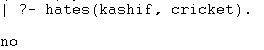 | ?- hates(kashif, cricket).
no